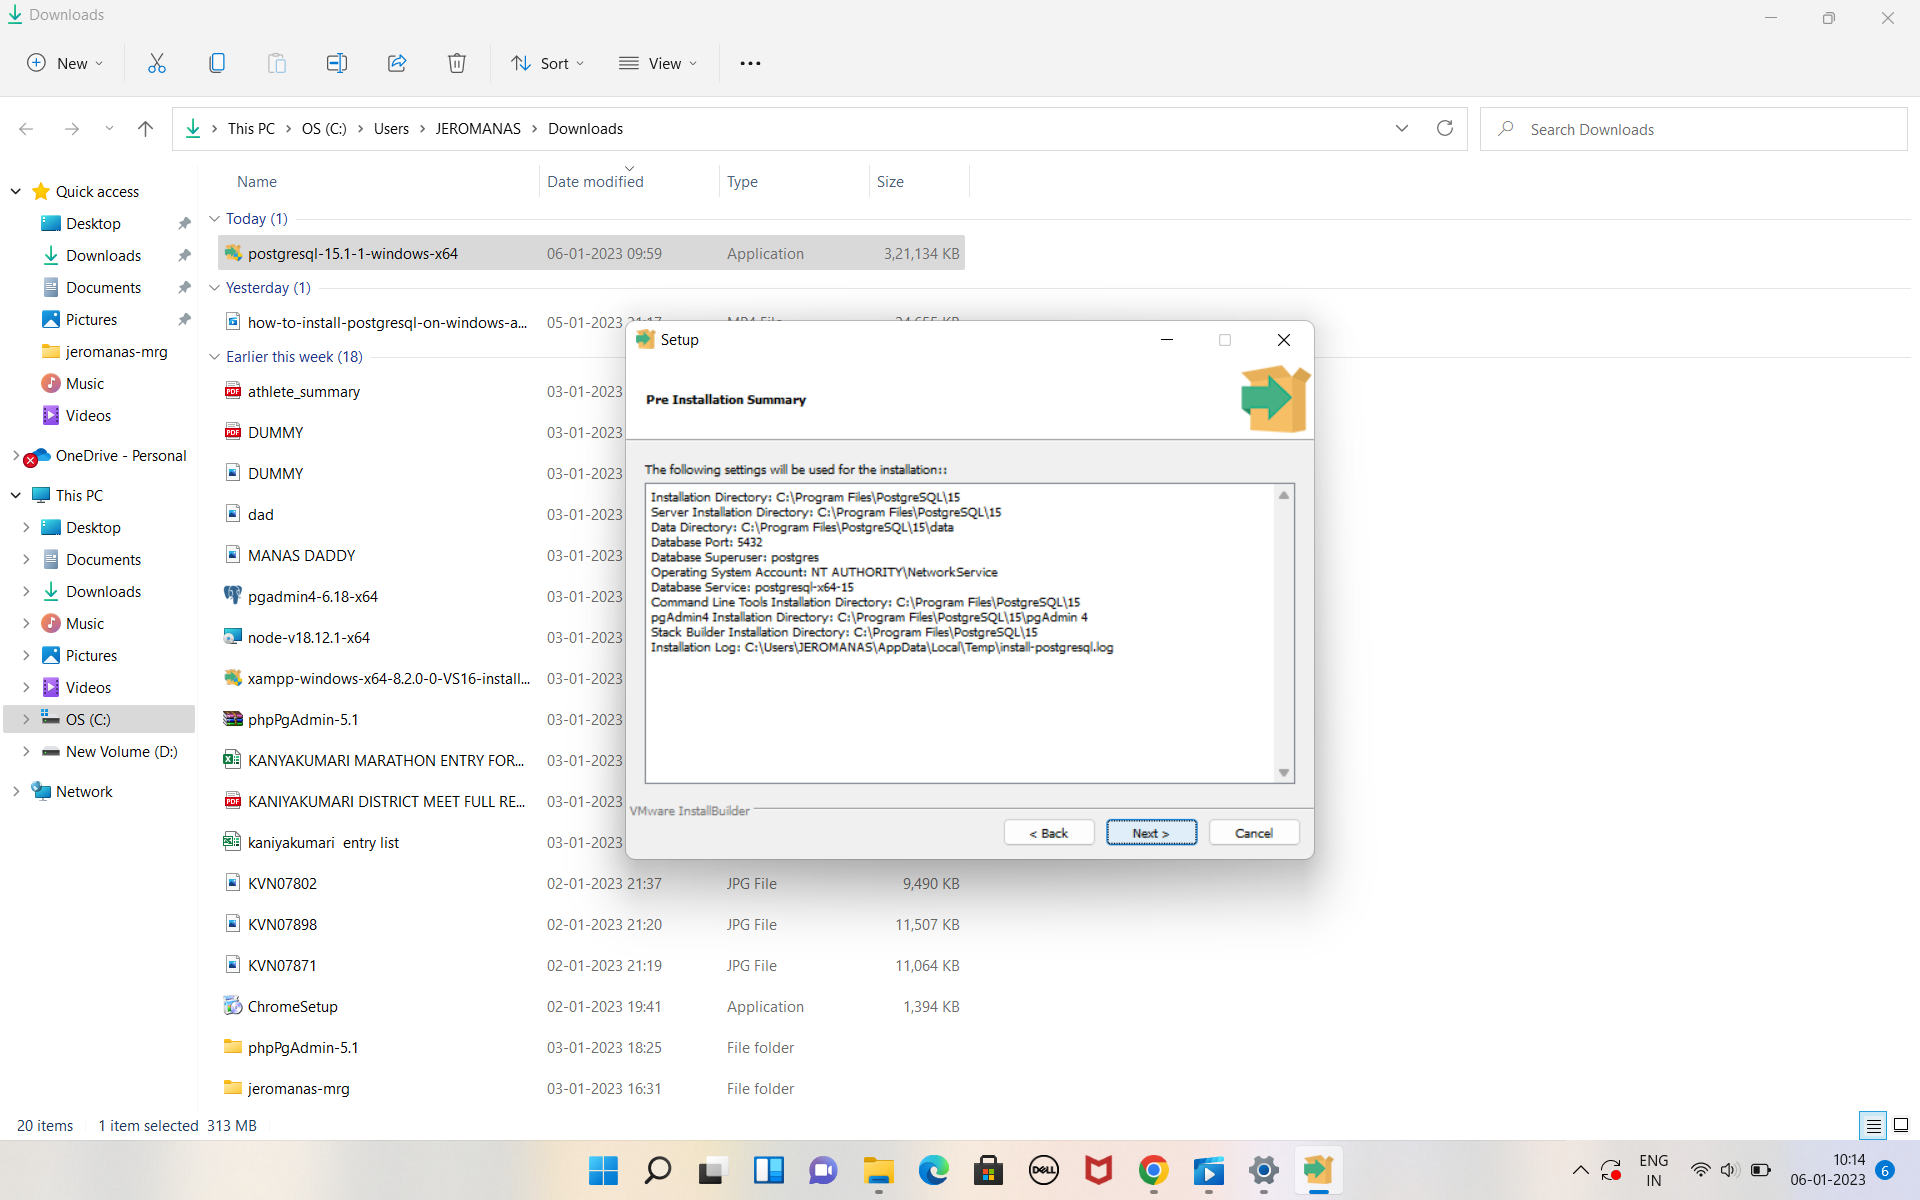 Downloads
New
Sort
View
This PC > OS (C:) > Users > JEROMANAS > Downloads
Search Downloads
Name Date modified Type Size
Quick access
Desktop
Downloads
Documents
Pictures
jeromanas-mrg
Music
Videos
OneDrive - Personal
This PC
Desktop
Documents
Downloads
Music
Pictures
Videos
OS (C:)
New Volume (D:)
Network
Today (1)
postgresql-15.1-1-windows-x64 06-01-2023 09:59 Application 3,21,134 KB
Yesterday (1)
how-to-install-postgresql-on-windows-a... 05-01-2023
Earlier this week (18)
athlete_summary 03-01-2023
DUMMY 03-01-2023
DUMMY 03-01-2023
dad 03-01-2023
MANAS DADDY 03-01-2023
pgadmin4-6.18-x64 03-01-2023
node-v18.12.1-x64 03-01-2023
xampp-windows-x64-8.2.0-0-VS16-install... 03-01-2023
phpPgAdmin-5.1 03-01-2023
KANYAKUMARI MARATHON ENTRY FOR... 03-01-2023
KANIYAKUMARI DISTRICT MEET FULL RE... 03-01-2023
kaniyakumari entry list 03-01-2023
KVN07802 02-01-2023 21:37 JPG File 9,490 KB
KVN07898 02-01-2023 21:20 JPG File 11,507 KB
KVN07871 02-01-2023 21:19 JPG File 11,064 KB
ChromeSetup 02-01-2023 19:41 Application 1,394 KB
phpPgAdmin-5.1 03-01-2023 18:25 File folder
jeromanas-mrg 03-01-2023 16:31 File folder
Setup
Pre Installation Summary
The following settings will be used for the installation::
Installation Directory: C:\Program Files\PostgreSQL\15
Server Installation Directory: C:\Program Files\PostgreSQL\15
Data Directory: C:\Program Files\PostgreSQL\15\data
Database Port: 5432
Database Superuser: postgres
Operating System Account: NT AUTHORITY\NetworkService
Database Service: postgresql-x64-15
Command Line Tools Installation Directory: C:\Program Files\PostgreSQL\15
pgAdmin4 Installation Directory: C:\Program Files\PostgreSQL\15\pgAdmin 4
Stack Builder Installation Directory: C:\Program Files\PostgreSQL\15
Installation Log: C:\Users\JEROMANAS\AppData\Local\Temp\install-postgresql.log
VMware InstallBuilder
< Back
Next >
Cancel
20 items 1 item selected 313 MB
DELL
ENG
IN
10:14
06-01-2023
6